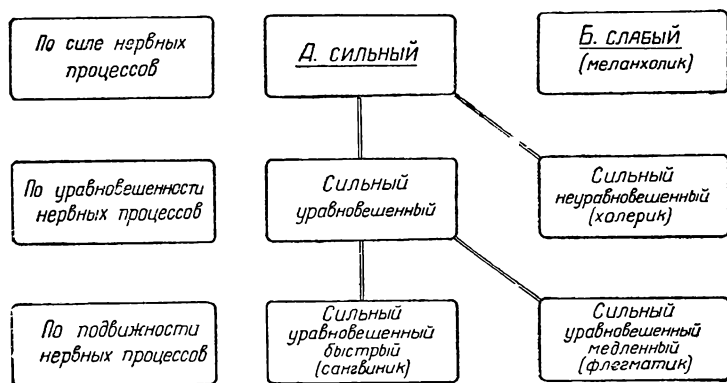 По силе нервных
процессов
А. СИЛЬНЫЙ
Б. СЛАБЫЙ
(меланхолик)
По уравновешенности
нервных процессов
Сильный
уравновешенный
Сильный
неуравновешенный
(холерик)
По подвижности
нервных процессов
Сильный
уравновешенный
быстрый
(сангвиник)
Сильный
уравновешенный
медленный
(флегматик)